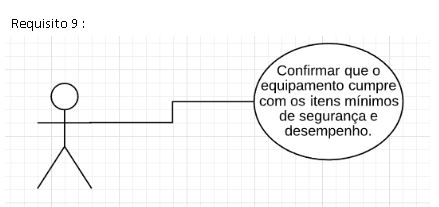 Requisito 9 :
Confirmar que o
equipamento cumpre
com os itens mínimos
de segurança e
desempenho.